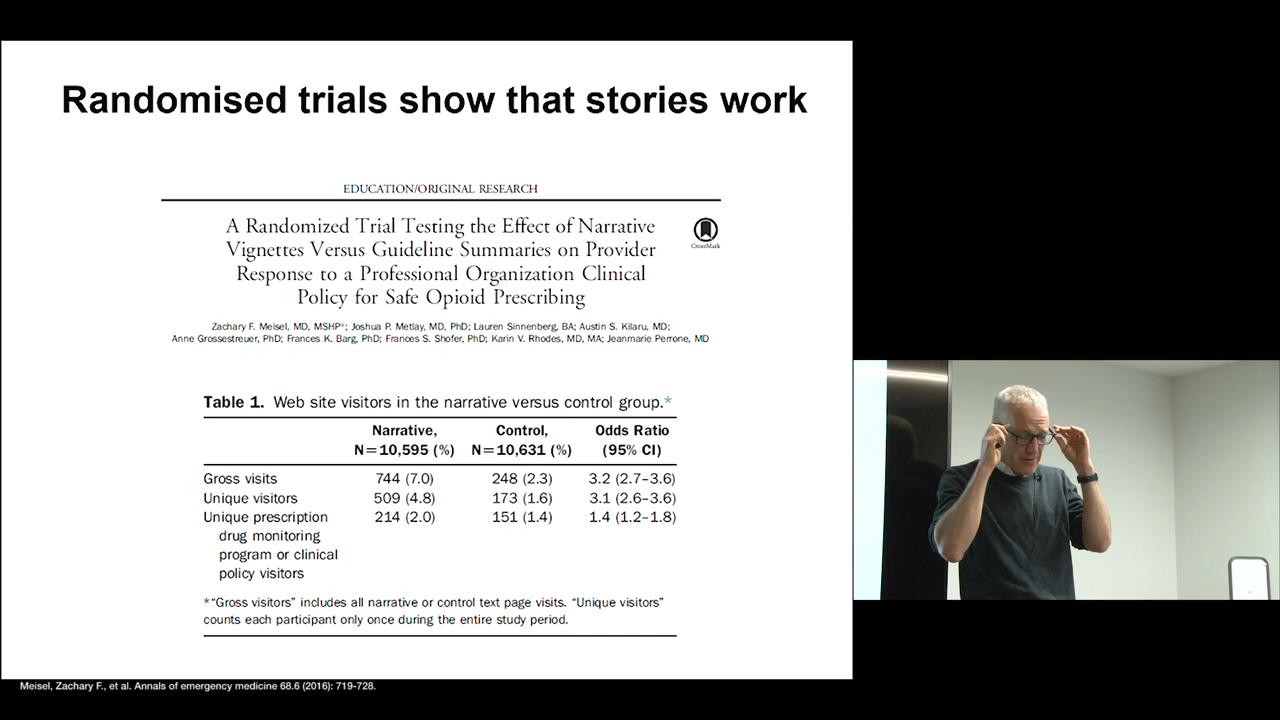 Randomised trials show that stories work
EDUCATION/ORIGINAL RESEARCH
A Randomized Trial Testing the Effect of Narrative
Vignettes Versus Guideline Summaries on Provider
Response to a Professional Organization Clinical
Policy for Safe Opioid Prescribing
CrossMark
Zachary F. Meisel, MD, MSHP*; Joshua P. Metlay, MD, PhD; Lauren Sinnenberg, BA; Austin S. Kilaru, MD;
Anne Grossestreuer, PhD; Frances K. Barg, PhD; Frances S. Shofer, PhD; Karin V. Rhodes, MD, MA; Jeanmarie Perrone, MD
Table 1. Web site visitors in the narrative versus control group.*
Narrative, Control, Odds Ratio
N=10,595 (%) N=10,631 (%) (95% CI)
Gross visits 744 (7.0) 248 (2.3) 3.2 (2.7–3.6)
Unique visitors 509 (4.8) 173 (1.6) 3.1 (2.6–3.6)
Unique prescription 214 (2.0) 151 (1.4) 1.4 (1.2–1.8)
drug monitoring
program or clinical
policy visitors
*“Gross visitors” includes all narrative or control text page visits. “Unique visitors”
counts each participant only once during the entire study period.
Meisel, Zachary F., et al. Annals of emergency medicine 68.6 (2016): 719-728.